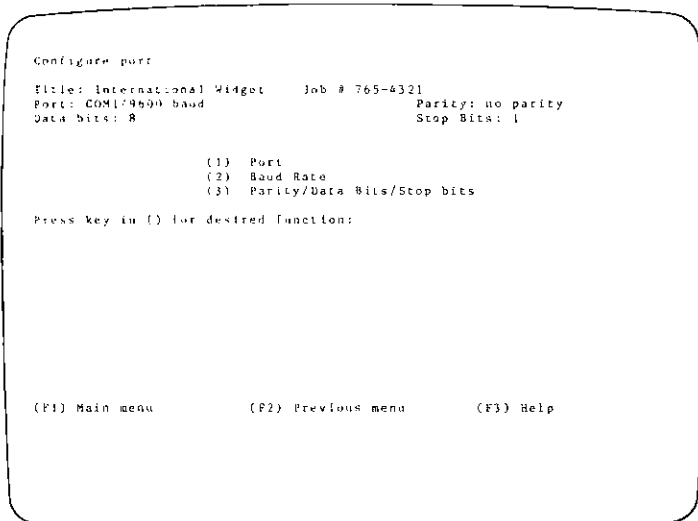 Configure port
Title: International Widget Job # 765-4321
Port: COM1/9600 baud Parity: no parity
Data bits: 8 Stop Bits: 1
(1) Port
(2) Baud Rate
(3) Parity/Data Bits/Stop bits
Press key in () for desired function:
(F1) Main menu (F2) Previous menu (F3) Help